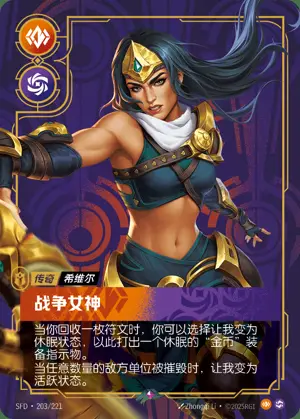 传奇 希维尔
战争女神
当你回收一枚符文时，你可以选择让我变为
休眠状态，以此打出一个休眠的“金币”装
备指示物。
当任意数量的敌方单位被摧毁时，让我变为
活跃状态。
SFD • 203/221 Zhongqi Li ©2025RGI